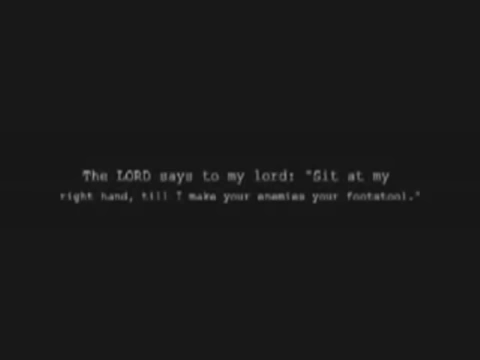 The LORD says to my lord: "Sit at my
right hand, till I make your enemies your footstool."